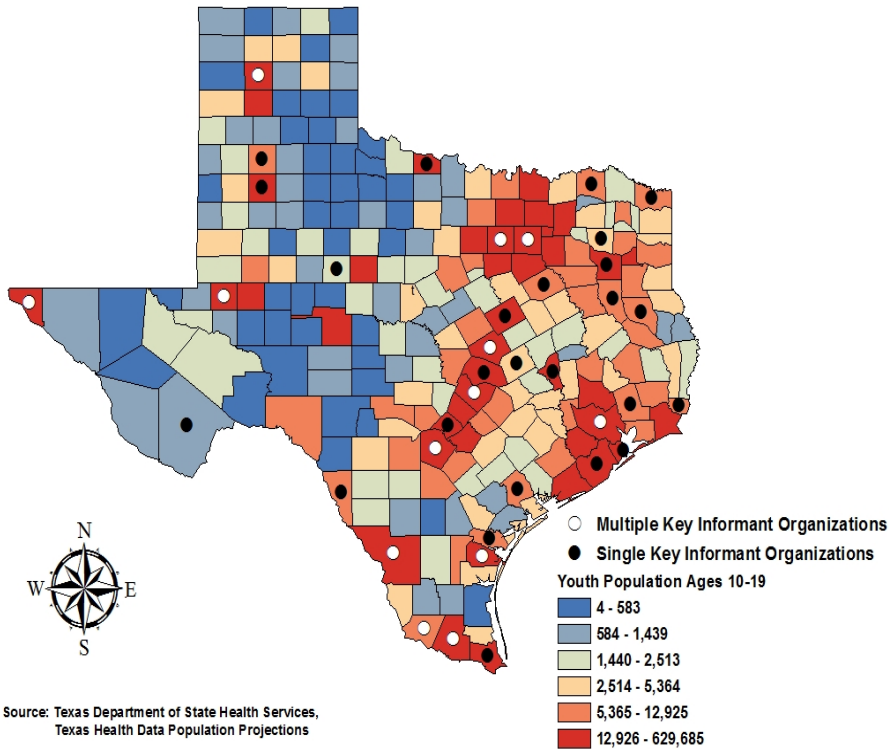 Multiple Key Informant Organizations
Single Key Informant Organizations
Youth Population Ages 10-19
4 - 583
584 - 1,439
1,440 - 2,513
2,514 - 5,364
5,365 - 12,925
12,926 - 629,685
N
W E
S
Source: Texas Department of State Health Services,
Texas Health Data Population Projections